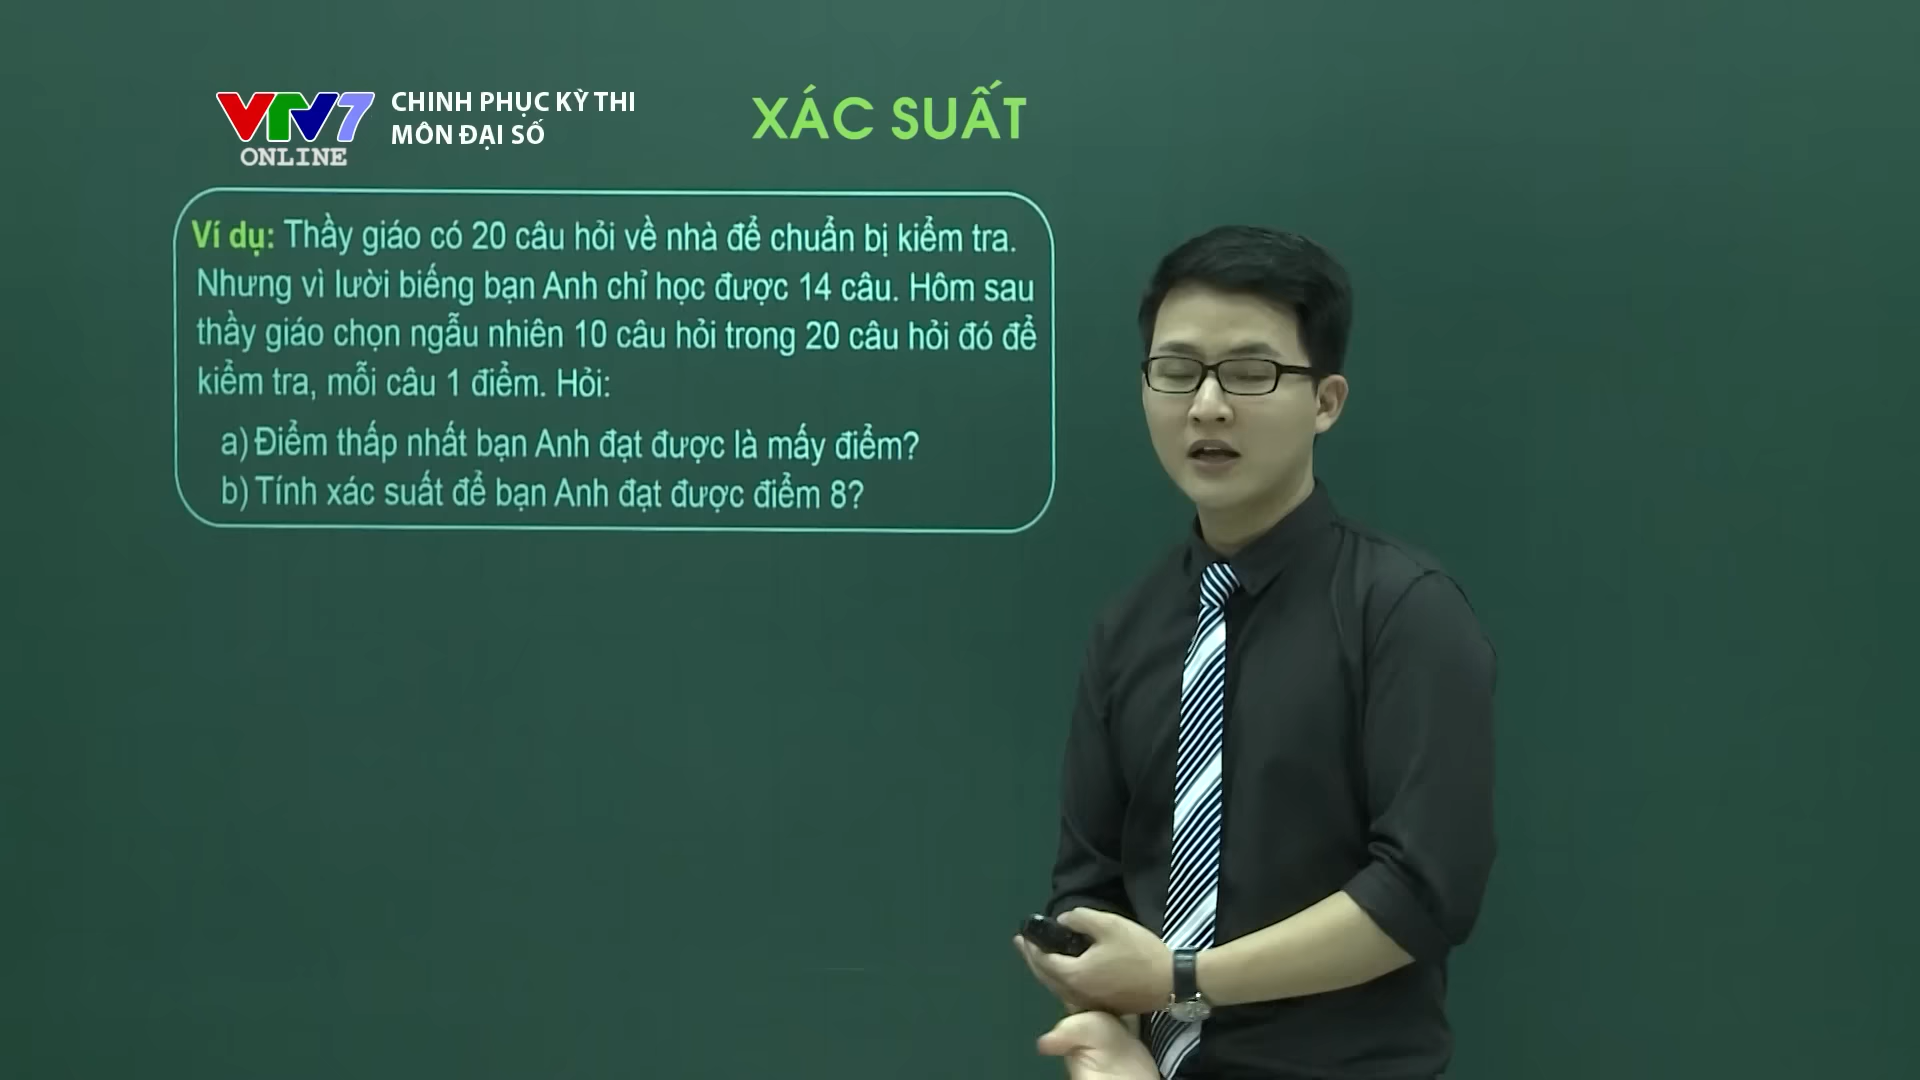 VTV7
ONLINE
CHINH PHỤC KỲ THI
MÔN ĐẠI SỐ
XÁC SUẤT
Ví dụ: Thầy giáo có 20 câu hỏi về nhà để chuẩn bị kiểm tra.
Nhưng vì lười biếng bạn Anh chỉ học được 14 câu. Hôm sau
thầy giáo chọn ngẫu nhiên 10 câu hỏi trong 20 câu hỏi đó để
kiểm tra, mỗi câu 1 điểm. Hỏi:
a) Điểm thấp nhất bạn Anh đạt được là mấy điểm?
b) Tính xác suất để bạn Anh đạt được điểm 8?